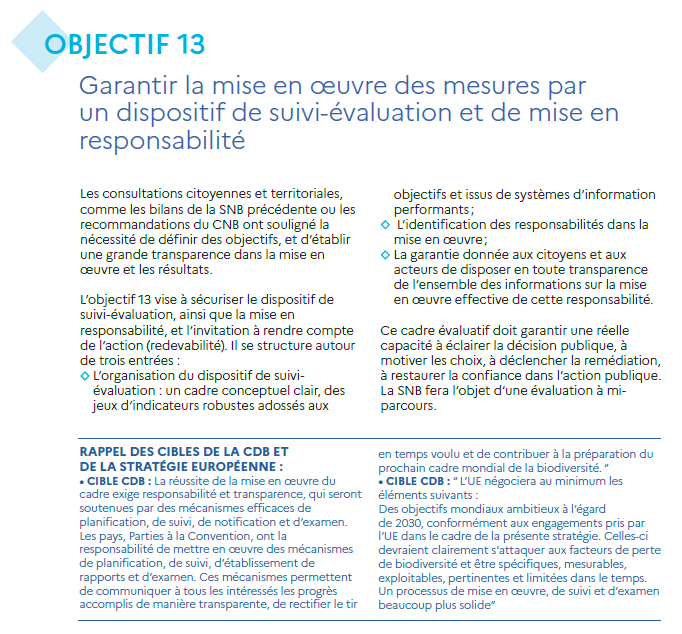 OBJECTIF 13
Garantir la mise en œuvre des mesures par
un dispositif de suivi-évaluation et de mise en
responsabilité
Les consultations citoyennes et territoriales,
comme les bilans de la SNB précédente ou les
recommandations du CNB ont souligné la
nécessité de définir des objectifs, et d’établir
une grande transparence dans la mise en
œuvre et les résultats.
L’objectif 13 vise à sécuriser le dispositif de
suivi-évaluation, ainsi que la mise en
responsabilité, et l’invitation à rendre compte
de l’action (redevabilité). Il se structure autour
de trois entrées :
◇ L’organisation du dispositif de suivi-
évaluation : un cadre conceptuel clair, des
jeux d’indicateurs robustes adossés aux
objectifs et issus de systèmes d’information
performants ;
◇ L’identification des responsabilités dans la
mise en œuvre ;
◇ La garantie donnée aux citoyens et aux
acteurs de disposer en toute transparence
de l’ensemble des informations sur la mise
en œuvre effective de cette responsabilité.
Ce cadre évaluatif doit garantir une réelle
capacité à éclairer la décision publique, à
motiver les choix, à déclencher la remédiation,
à restaurer la confiance dans l’action publique.
La SNB fera l’objet d’une évaluation à mi-
parcours.
RAPPEL DES CIBLES DE LA CDB ET
DE LA STRATÉGIE EUROPÉENNE :
• CIBLE CDB : La réussite de la mise en œuvre du
cadre exige responsabilité et transparence, qui seront
soutenues par des mécanismes efficaces de
planification, de suivi, de notification et d’examen.
Les pays, Parties à la Convention, ont la
responsabilité de mettre en œuvre des mécanismes
de planification, de suivi, d’établissement de
rapports et d’examen. Ces mécanismes permettent
de communiquer à tous les intéressés les progrès
accomplis de manière transparente, de rectifier le tir
en temps voulu et de contribuer à la préparation du
prochain cadre mondial de la biodiversité. “
• CIBLE CDB : “ L’UE négociera au minimum les
éléments suivants :
Des objectifs mondiaux ambitieux à l’égard
de 2030, conformément aux engagements pris par
l’UE dans le cadre de la présente stratégie. Celles-ci
devraient clairement s’attaquer aux facteurs de perte
de biodiversité et être spécifiques, mesurables,
exploitables, pertinentes et limitées dans le temps.
Un processus de mise en œuvre, de suivi et d’examen
beaucoup plus solide”